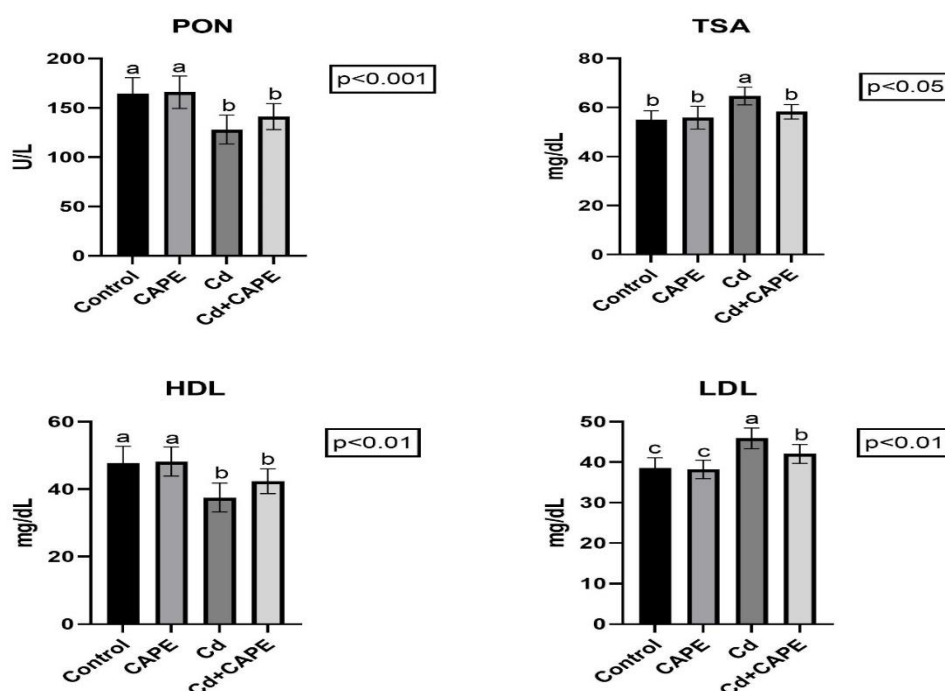 PON
200
150
100
50
0
U/L
a
a
b
b
p<0.001
Control
CAPE
Cd
Cd+CAPE
TSA
80
60
40
20
0
mg/dL
b
b
a
b
p<0.05
Control
CAPE
Cd
Cd+CAPE
HDL
60
40
20
0
mg/dL
a
a
b
b
p<0.01
Control
CAPE
Cd
Cd+CAPE
LDL
50
40
30
20
10
0
mg/dL
c
c
a
b
p<0.01
Control
CAPE
Cd
Cd+CAPE